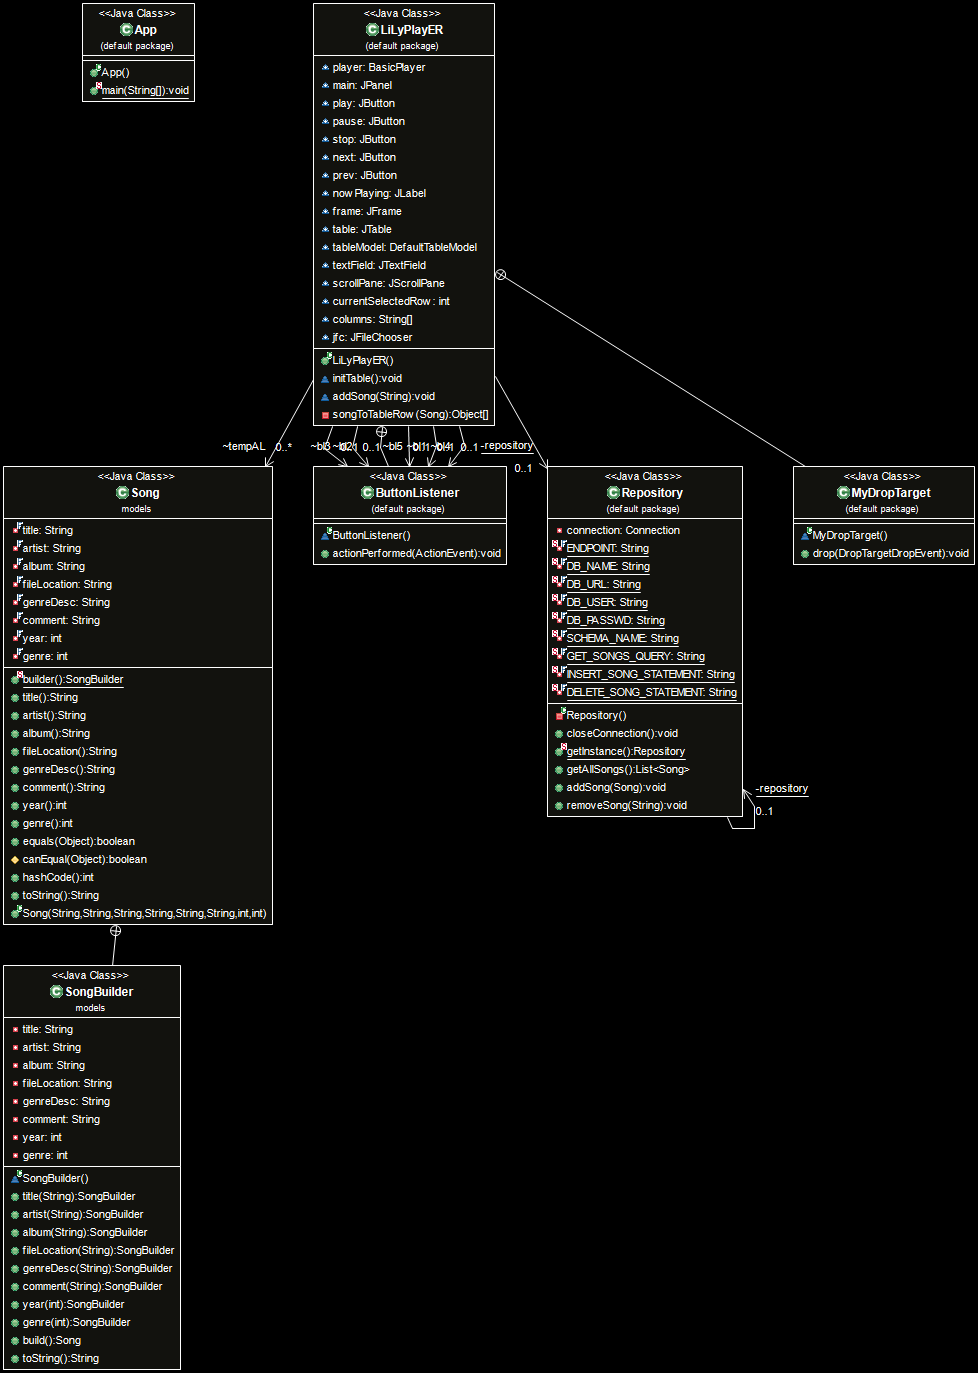 <<Java Class>>
App
(default package)
App()
main(String[]):void
<<Java Class>>
LiLyPlayER
(default package)
player: BasicPlayer
main: JPanel
play: JButton
pause: JButton
stop: JButton
next: JButton
prev: JButton
nowPlaying: JLabel
frame: JFrame
table: JTable
tableModel: DefaultTableModel
textField: JTextField
scrollPane: JScrollPane
currentSelectedRow: int
columns: String[]
jfc: JFileChooser
LiLyPlayER()
initTable():void
addSong(String):void
songToTableRow(Song):Object[]
~tempAL 0..*
~bl3 ~bl2 0..1 0..1 ~bl5 ~bl1 ~bl4 0..1
-repository
0..1
<<Java Class>>
Song
models
title: String
artist: String
album: String
fileLocation: String
genreDesc: String
comment: String
year: int
genre: int
builder():SongBuilder
title():String
artist():String
album():String
fileLocation():String
genreDesc():String
comment():String
year():int
genre():int
equals(Object):boolean
canEqual(Object):boolean
hashCode():int
toString():String
Song(String,String,String,String,String,String,int,int)
<<Java Class>>
ButtonListener
(default package)
ButtonListener()
actionPerformed(ActionEvent):void
<<Java Class>>
Repository
(default package)
connection: Connection
ENDPOINT: String
DB_NAME: String
DB_URL: String
DB_USER: String
DB_PASSWD: String
SCHEMA_NAME: String
GET_SONGS_QUERY: String
INSERT_SONG_STATEMENT: String
DELETE_SONG_STATEMENT: String
Repository()
closeConnection():void
getInstance():Repository
getAllSongs():List<Song>
addSong(Song):void
removeSong(String):void
-repository
0..1
<<Java Class>>
MyDropTarget
(default package)
MyDropTarget()
drop(DropTargetDropEvent):void
<<Java Class>>
SongBuilder
models
title: String
artist: String
album: String
fileLocation: String
genreDesc: String
comment: String
year: int
genre: int
SongBuilder()
title(String):SongBuilder
artist(String):SongBuilder
album(String):SongBuilder
fileLocation(String):SongBuilder
genreDesc(String):SongBuilder
comment(String):SongBuilder
year(int):SongBuilder
genre(int):SongBuilder
build():Song
toString():String